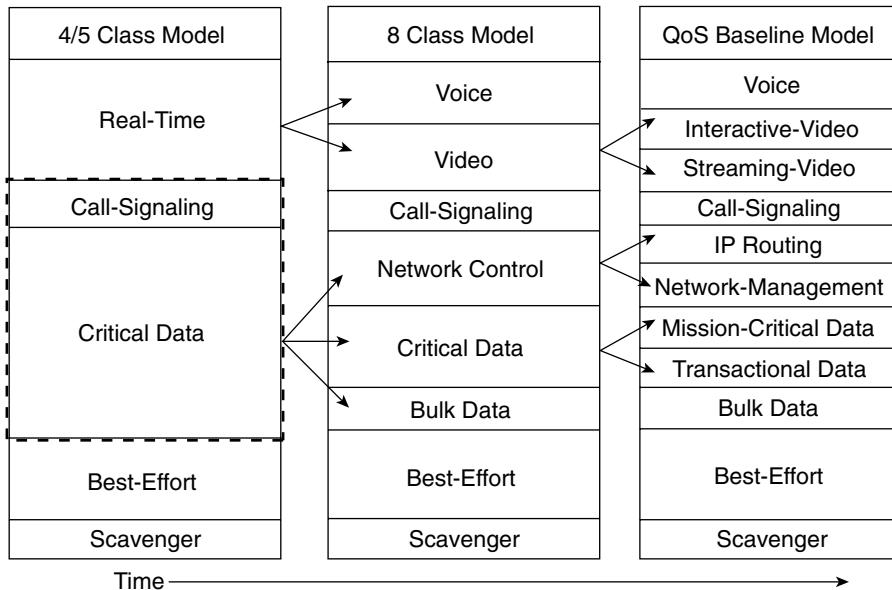 4/5 Class Model
Real-Time
Call-Signaling
Critical Data
Best-Effort
Scavenger
8 Class Model
Voice
Video
Call-Signaling
Network Control
Critical Data
Bulk Data
Best-Effort
Scavenger
QoS Baseline Model
Voice
Interactive-Video
Streaming-Video
Call-Signaling
IP Routing
Network-Management
Mission-Critical Data
Transactional Data
Bulk Data
Best-Effort
Scavenger
Time